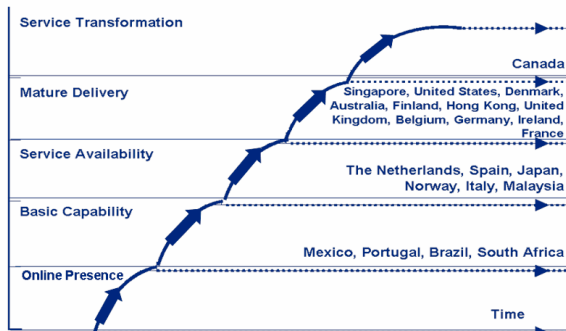 Service Transformation
Canada
Mature Delivery
Singapore, United States, Denmark,
Australia, Finland, Hong Kong, United
Kingdom, Belgium, Germany, Ireland,
France
Service Availability
The Netherlands, Spain, Japan,
Norway, Italy, Malaysia
Basic Capability
Mexico, Portugal, Brazil, South Africa
Online Presence
Time